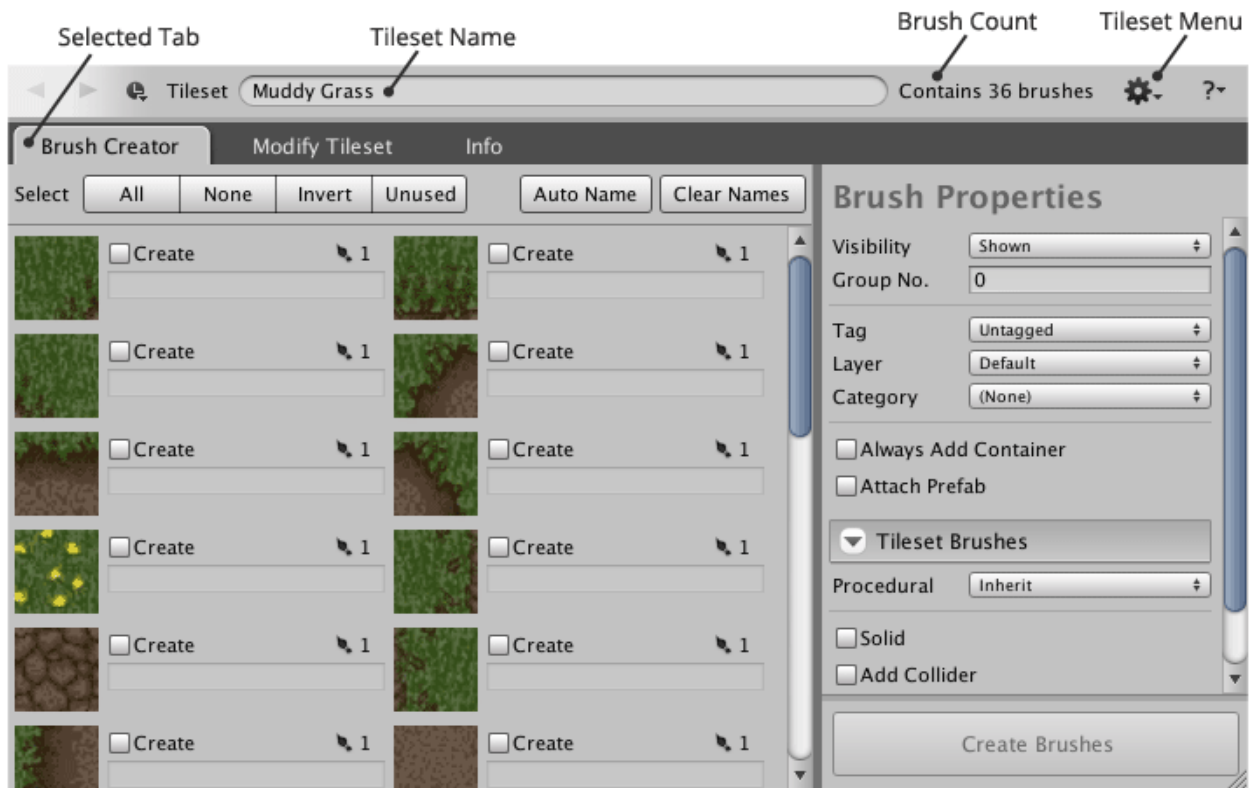 Selected Tab
Tileset Name
Brush Count
Tileset Menu
Tileset Muddy Grass Contains 36 brushes ?
Brush Creator Modify Tileset Info
Select All None Invert Unused Auto Name Clear Names
Create 1 Create 1
Create 1 Create 1
Create 1 Create 1
Create 1 Create 1
Create 1 Create 1
Create 1 Create 1
Brush Properties
Visibility Shown
Group No. 0
Tag Untagged
Layer Default
Category (None)
Always Add Container
Attach Prefab
Tileset Brushes
Procedural Inherit
Solid
Add Collider
Create Brushes